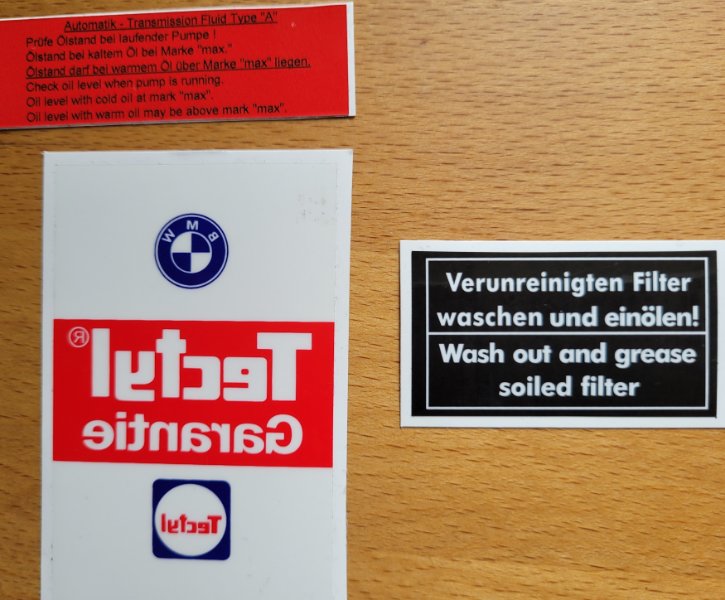 Automatik - Transmission Fluid Type "A"
Prüfe Ölstand bei laufender Pumpe !
Ölstand bei kaltem Öl bei Marke "max."
Ölstand darf bei warmem Öl über Marke "max" liegen.
Check oil level when pump is running.
Oil level with cold oil at mark "max".
Oil level with warm oil may be above mark "max".
BMW
Tectyl®
Garantie
Tectyl
Verunreinigten Filter
waschen und einölen!
Wash out and grease
soiled filter